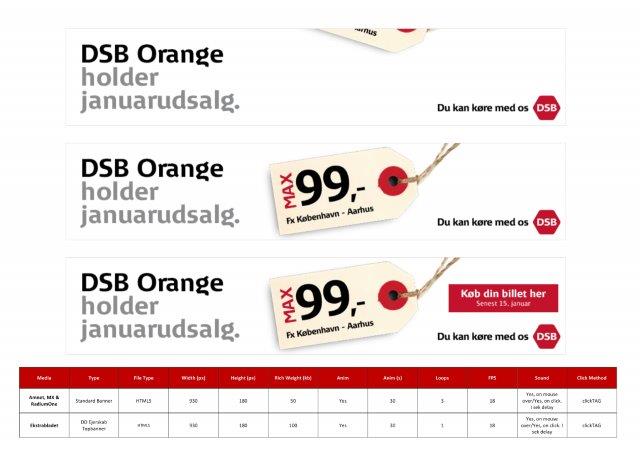 DSB Orange
holder
januarudsalg.
Aarhus
Du kan køre med os DSB
DSB Orange
holder
januarudsalg.
MAX 99,-
Fx København - Aarhus
Du kan køre med os DSB
DSB Orange
holder
januarudsalg.
MAX 99,-
Fx København - Aarhus
Køb din billet her
Senest 15. januar
Du kan køre med os DSB
Media Type File Type Width (px) Height (px) Rich Weight (kb) Anim Anim (s) Loops FPS Sound Click Method
Amnet, MX & RadiumOne Standard Banner HTML5 930 180 50 Yes 30 3 18 Yes, on mouse over/Yes, on click. 1 sek delay clickTAG
Ekstrabladet DD Ejerskab Topbanner HTML5 930 180 100 Yes 30 1 18 Yes, on mouse over/Yes, on click. 1 sek delay clickTAG